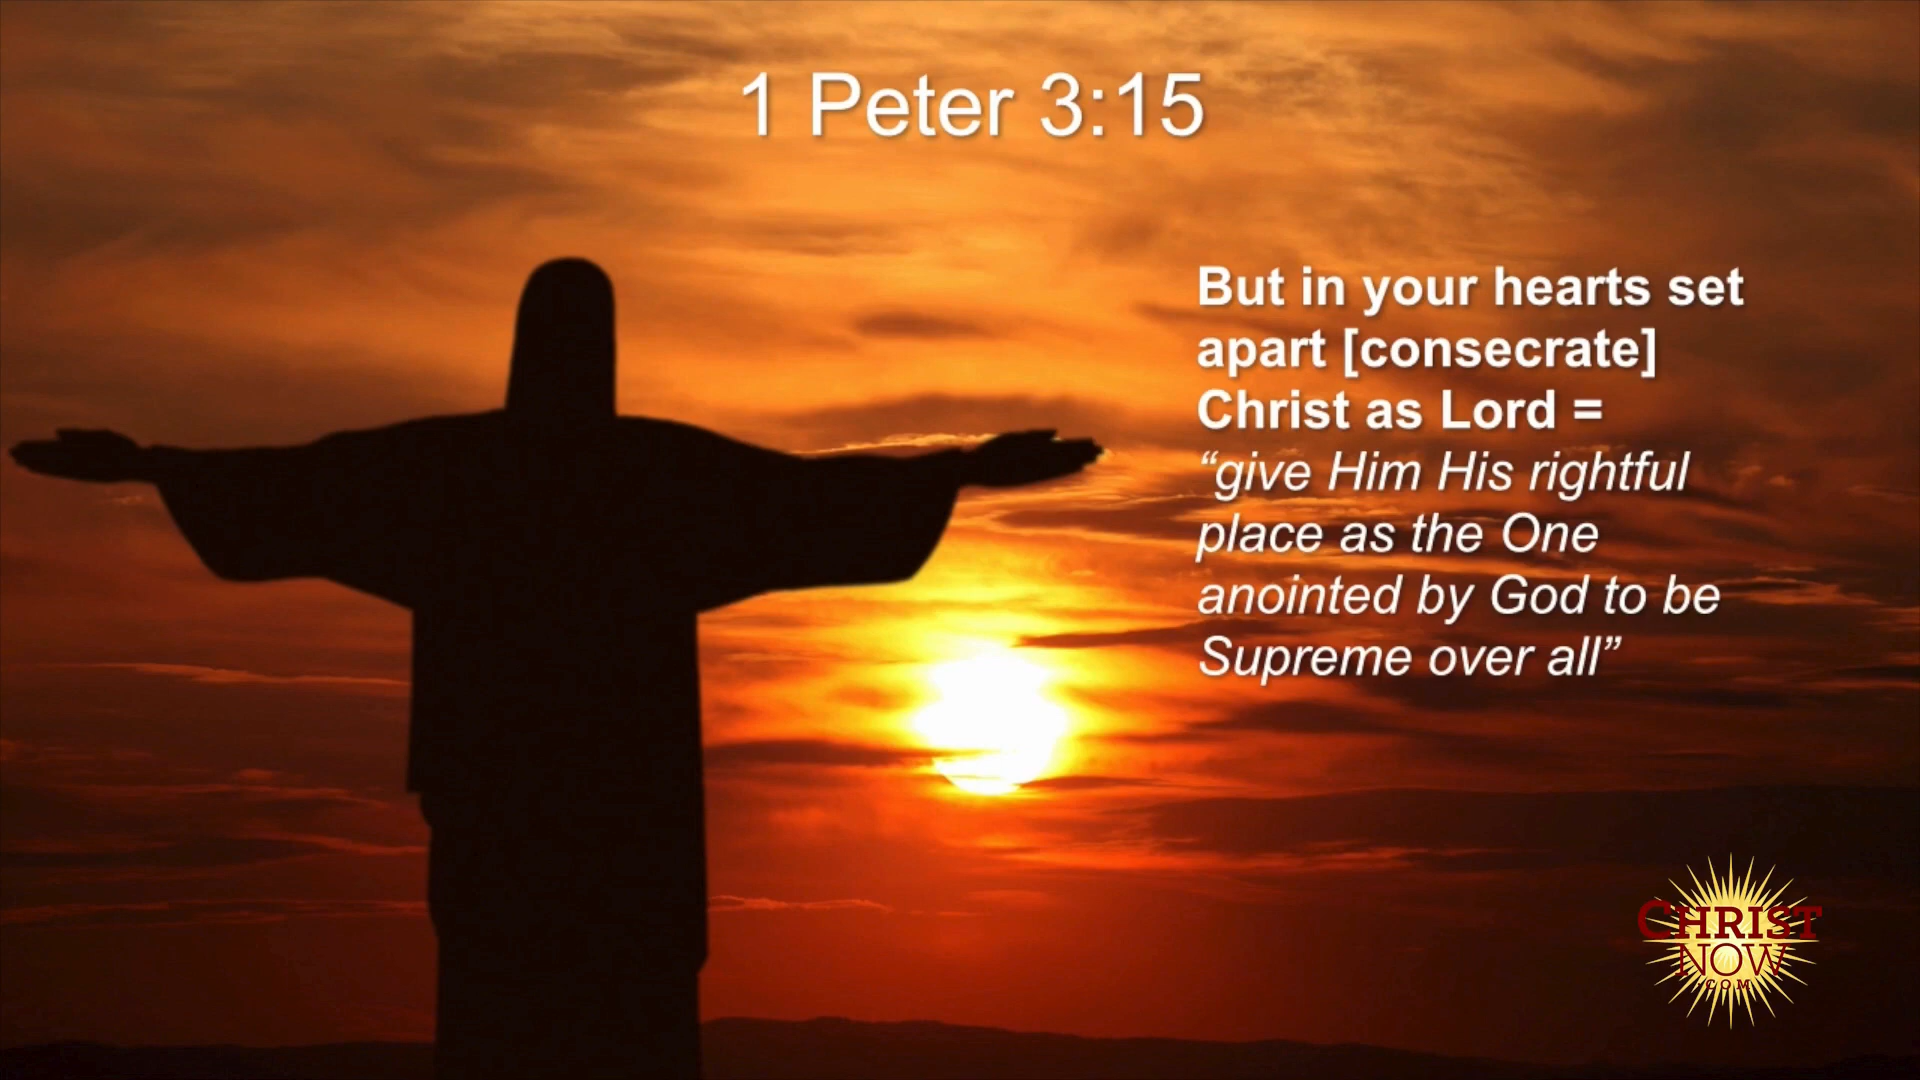 1 Peter 3:15
But in your hearts set
apart [consecrate]
Christ as Lord =
“give Him His rightful
place as the One
anointed by God to be
Supreme over all”
CHRIST
NOW
.COM